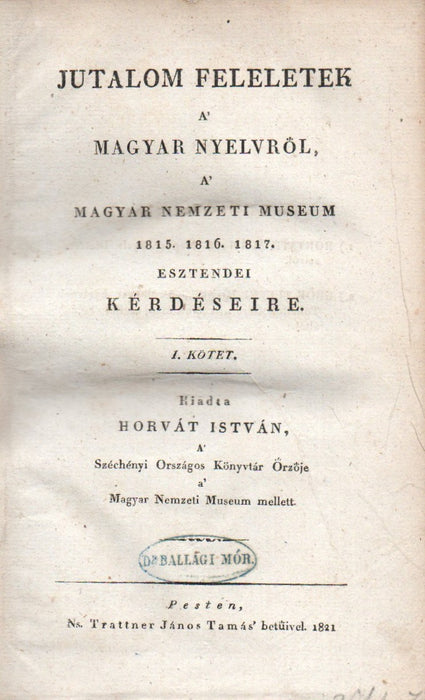 JUTALOM FELELETEK
A'
MAGYAR NYELVRŐL,
A'
MAGYAR NEMZETI MUSEUM
1815. 1816. 1817.
ESZTENDEI
KÉRDÉSEIRE.
I. KÖTET.
Kiadta
HORVÁT ISTVÁN,
A'
Széchényi Országos Könyvtár Őrzője
a'
Magyar Nemzeti Museum mellett.
Dr BALLAGI MÓR.
Pesten,
Ns. Trattner János Tamás' betűivel. 1821